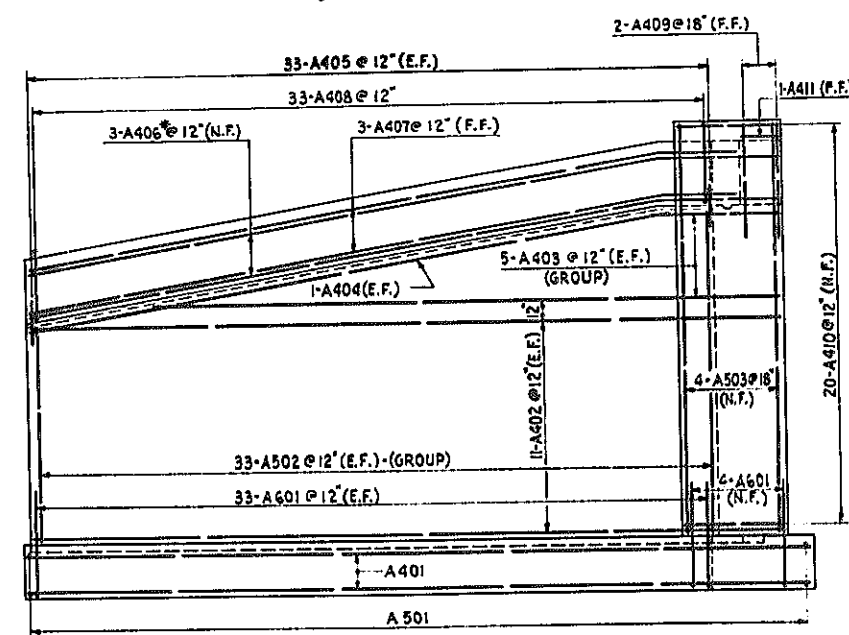 2-A409@18" (F.F.)
33-A405 @ 12" (E.F.)
1-A411 (F.F.)
33-A408@12"
3-A406*@ 12"(N.F.)
3-A407@ 12" (F.F.)
5-A403 @ 12" (E.F.)
(GROUP)
1-A404(E.F.)
12"
11-A402 @12"(E.F.)
20-A410@12" (N.F.)
4-A503@18"
(N.F.)
33-A502@12" (E.F.)-(GROUP)
4-A601
(N.F.)
33-A601 @ 12"(E.F.)
A401
A 501